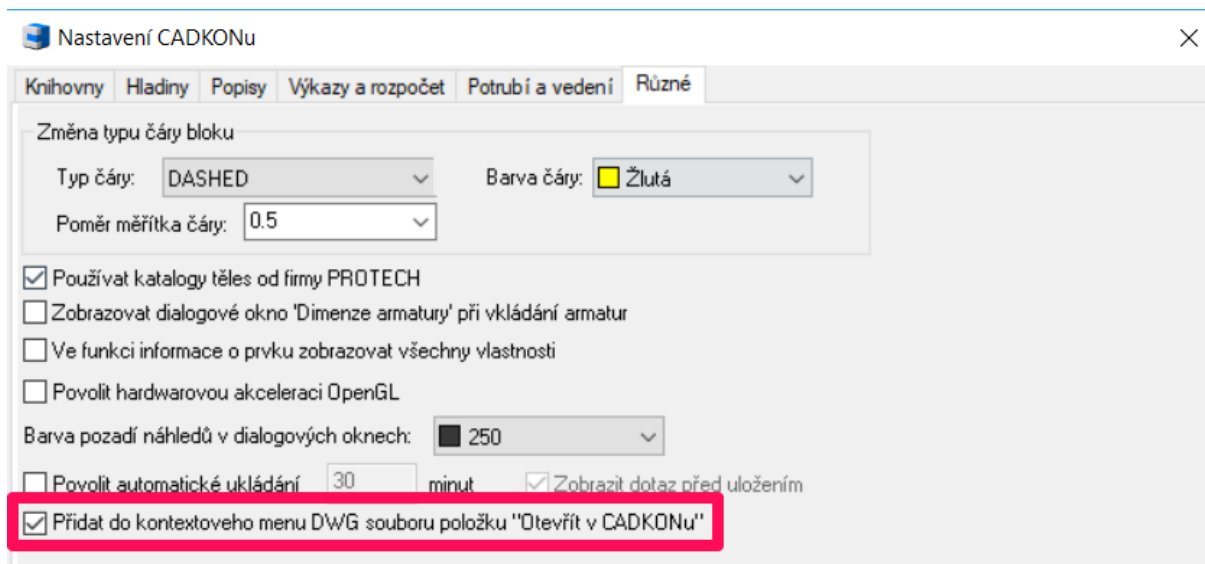 Nastavení CADKONu
Knihovny Hladiny Popisy Výkazy a rozpočet Potrubí a vedení Různé
Změna typu čáry bloku
Typ čáry: DASHED Barva čáry: Žlutá
Poměr měřítka čáry: 0.5
Používat katalogy těles od firmy PROTECH
Zobrazovat dialogové okno 'Dimenze armatury' při vkládání armatur
Ve funkci informace o prvku zobrazovat všechny vlastnosti
Povolit hardwarovou akceleraci OpenGL
Barva pozadí náhledů v dialogových oknech: 250
Povolit automatické ukládání 30 minut Zobrazit dotaz před uložením
Přidat do kontextoveho menu DWG souboru položku "Otevřít v CADKONu"